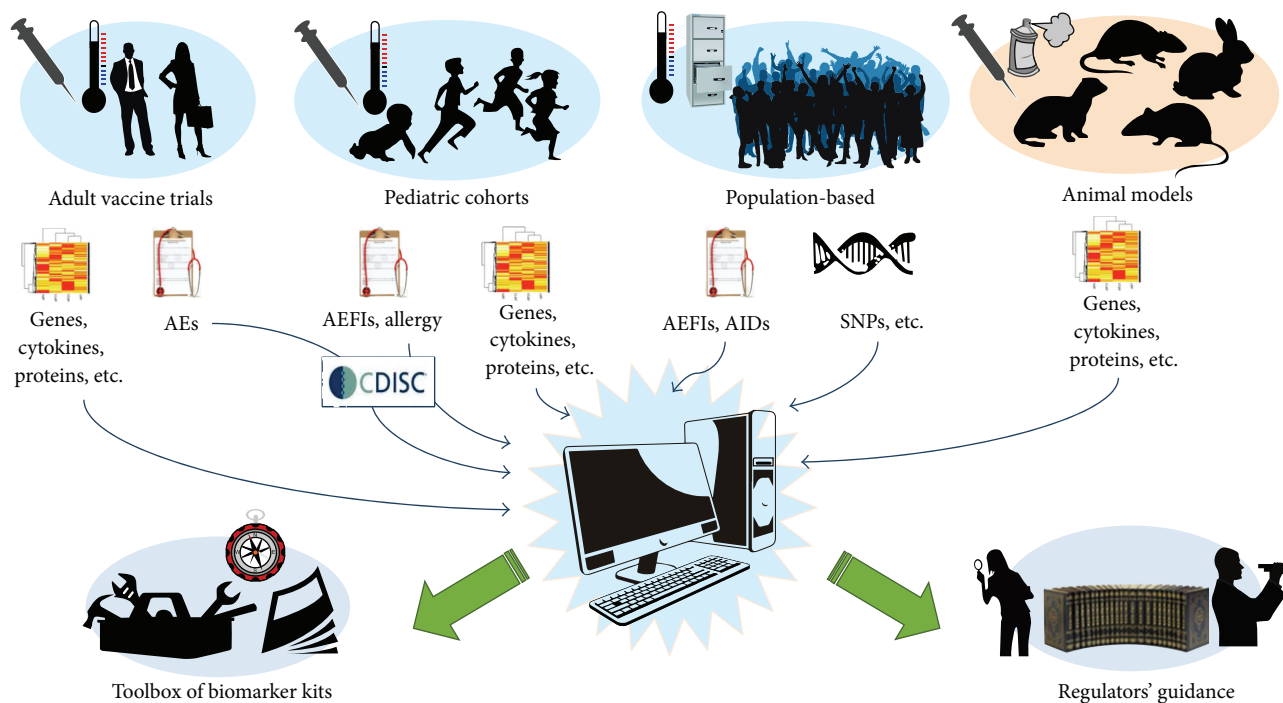 Adult vaccine trials
Pediatric cohorts
Population-based
Animal models
Genes,
cytokines,
proteins, etc.
AEs
AEFIs, allergy
Genes,
cytokines,
proteins, etc.
AEFIs, AIDs
SNPs, etc.
Genes,
cytokines,
proteins, etc.
CDISC
Toolbox of biomarker kits
Regulators’ guidance